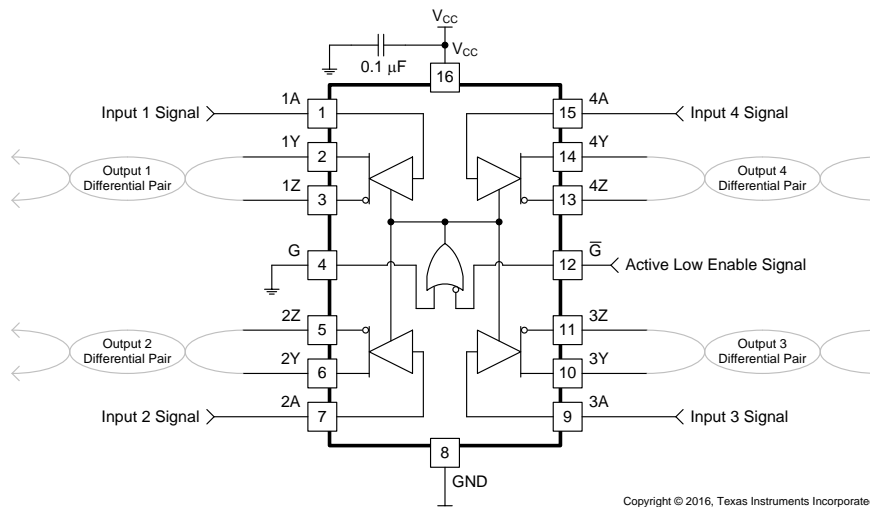 V_CC
V_CC
0.1 μF
16
Input 1 Signal 1A 1
15 4A Input 4 Signal
Output 1
Differential Pair
1Y 2
1Z 3
14 4Y
13 4Z
Output 4
Differential Pair
G 4
12 G̅ Active Low Enable Signal
Output 2
Differential Pair
2Z 5
2Y 6
11 3Z
10 3Y
Output 3
Differential Pair
Input 2 Signal 2A 7
9 3A Input 3 Signal
8
GND
Copyright © 2016, Texas Instruments Incorporate